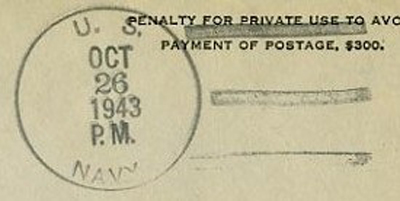 U. S.
OCT
26
1943
P.M.
NAVY
PENALTY FOR PRIVATE USE TO AVO
PAYMENT OF POSTAGE, $300.